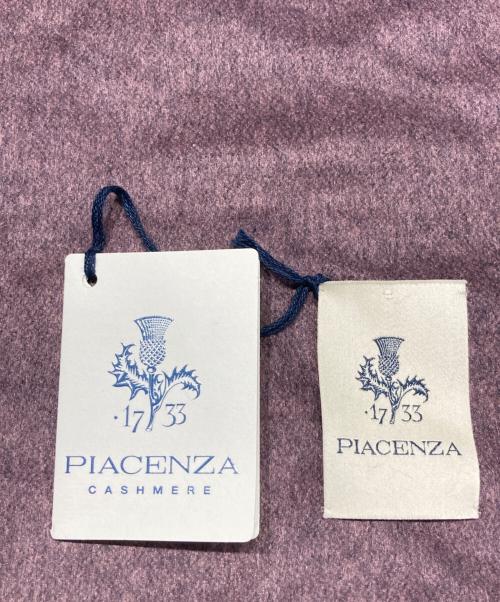 ·17 33
PIACENZA
CASHMERE
·17 33
PIACENZA